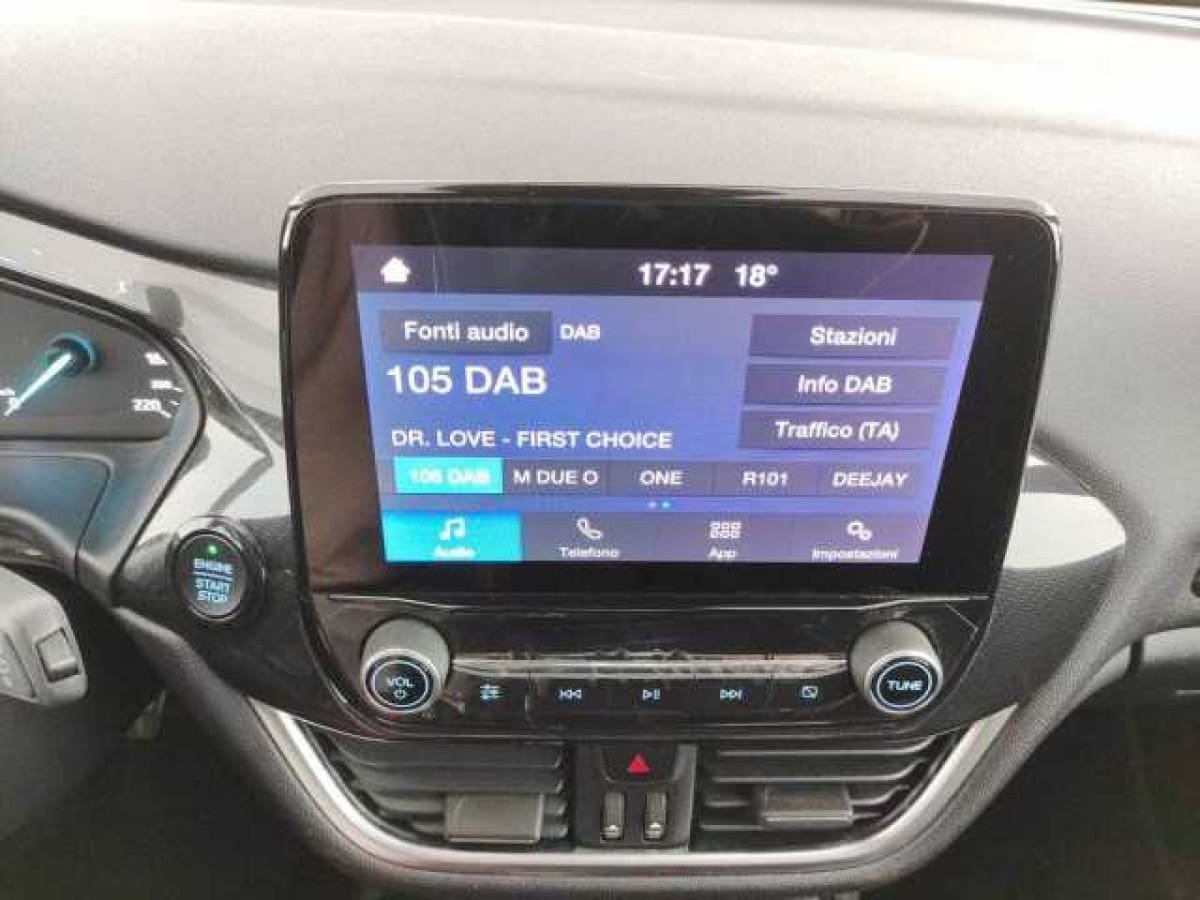 17:17 18°
Fonti audio DAB Stazioni
105 DAB Info DAB
Traffico (TA)
DR. LOVE - FIRST CHOICE
105 DAB M DUE O ONE R101 DEEJAY
Audio Telefono App Impostazioni
220
ENGINE
START
STOP
VOL
TUNE